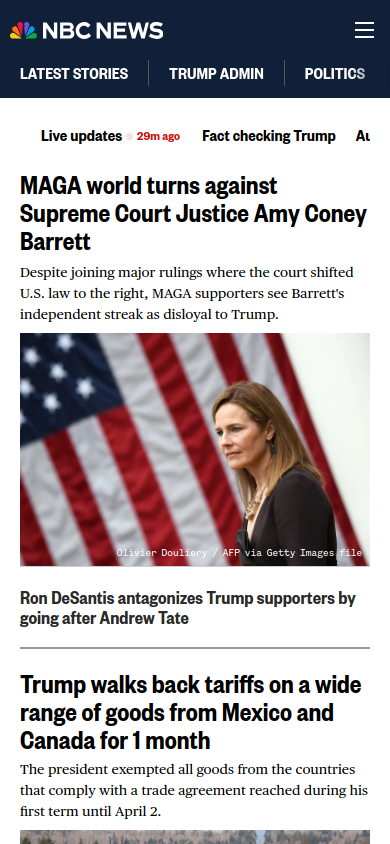 NBC NEWS
LATEST STORIES
TRUMP ADMIN
POLITICS
Live updates 29m ago
Fact checking Trump
Au
MAGA world turns against
Supreme Court Justice Amy Coney
Barrett
Despite joining major rulings where the court shifted
U.S. law to the right, MAGA supporters see Barrett's
independent streak as disloyal to Trump.
Olivier Douliery / AFP via Getty Images file
Ron DeSantis antagonizes Trump supporters by
going after Andrew Tate
Trump walks back tariffs on a wide
range of goods from Mexico and
Canada for 1 month
The president exempted all goods from the countries
that comply with a trade agreement reached during his
first term until April 2.